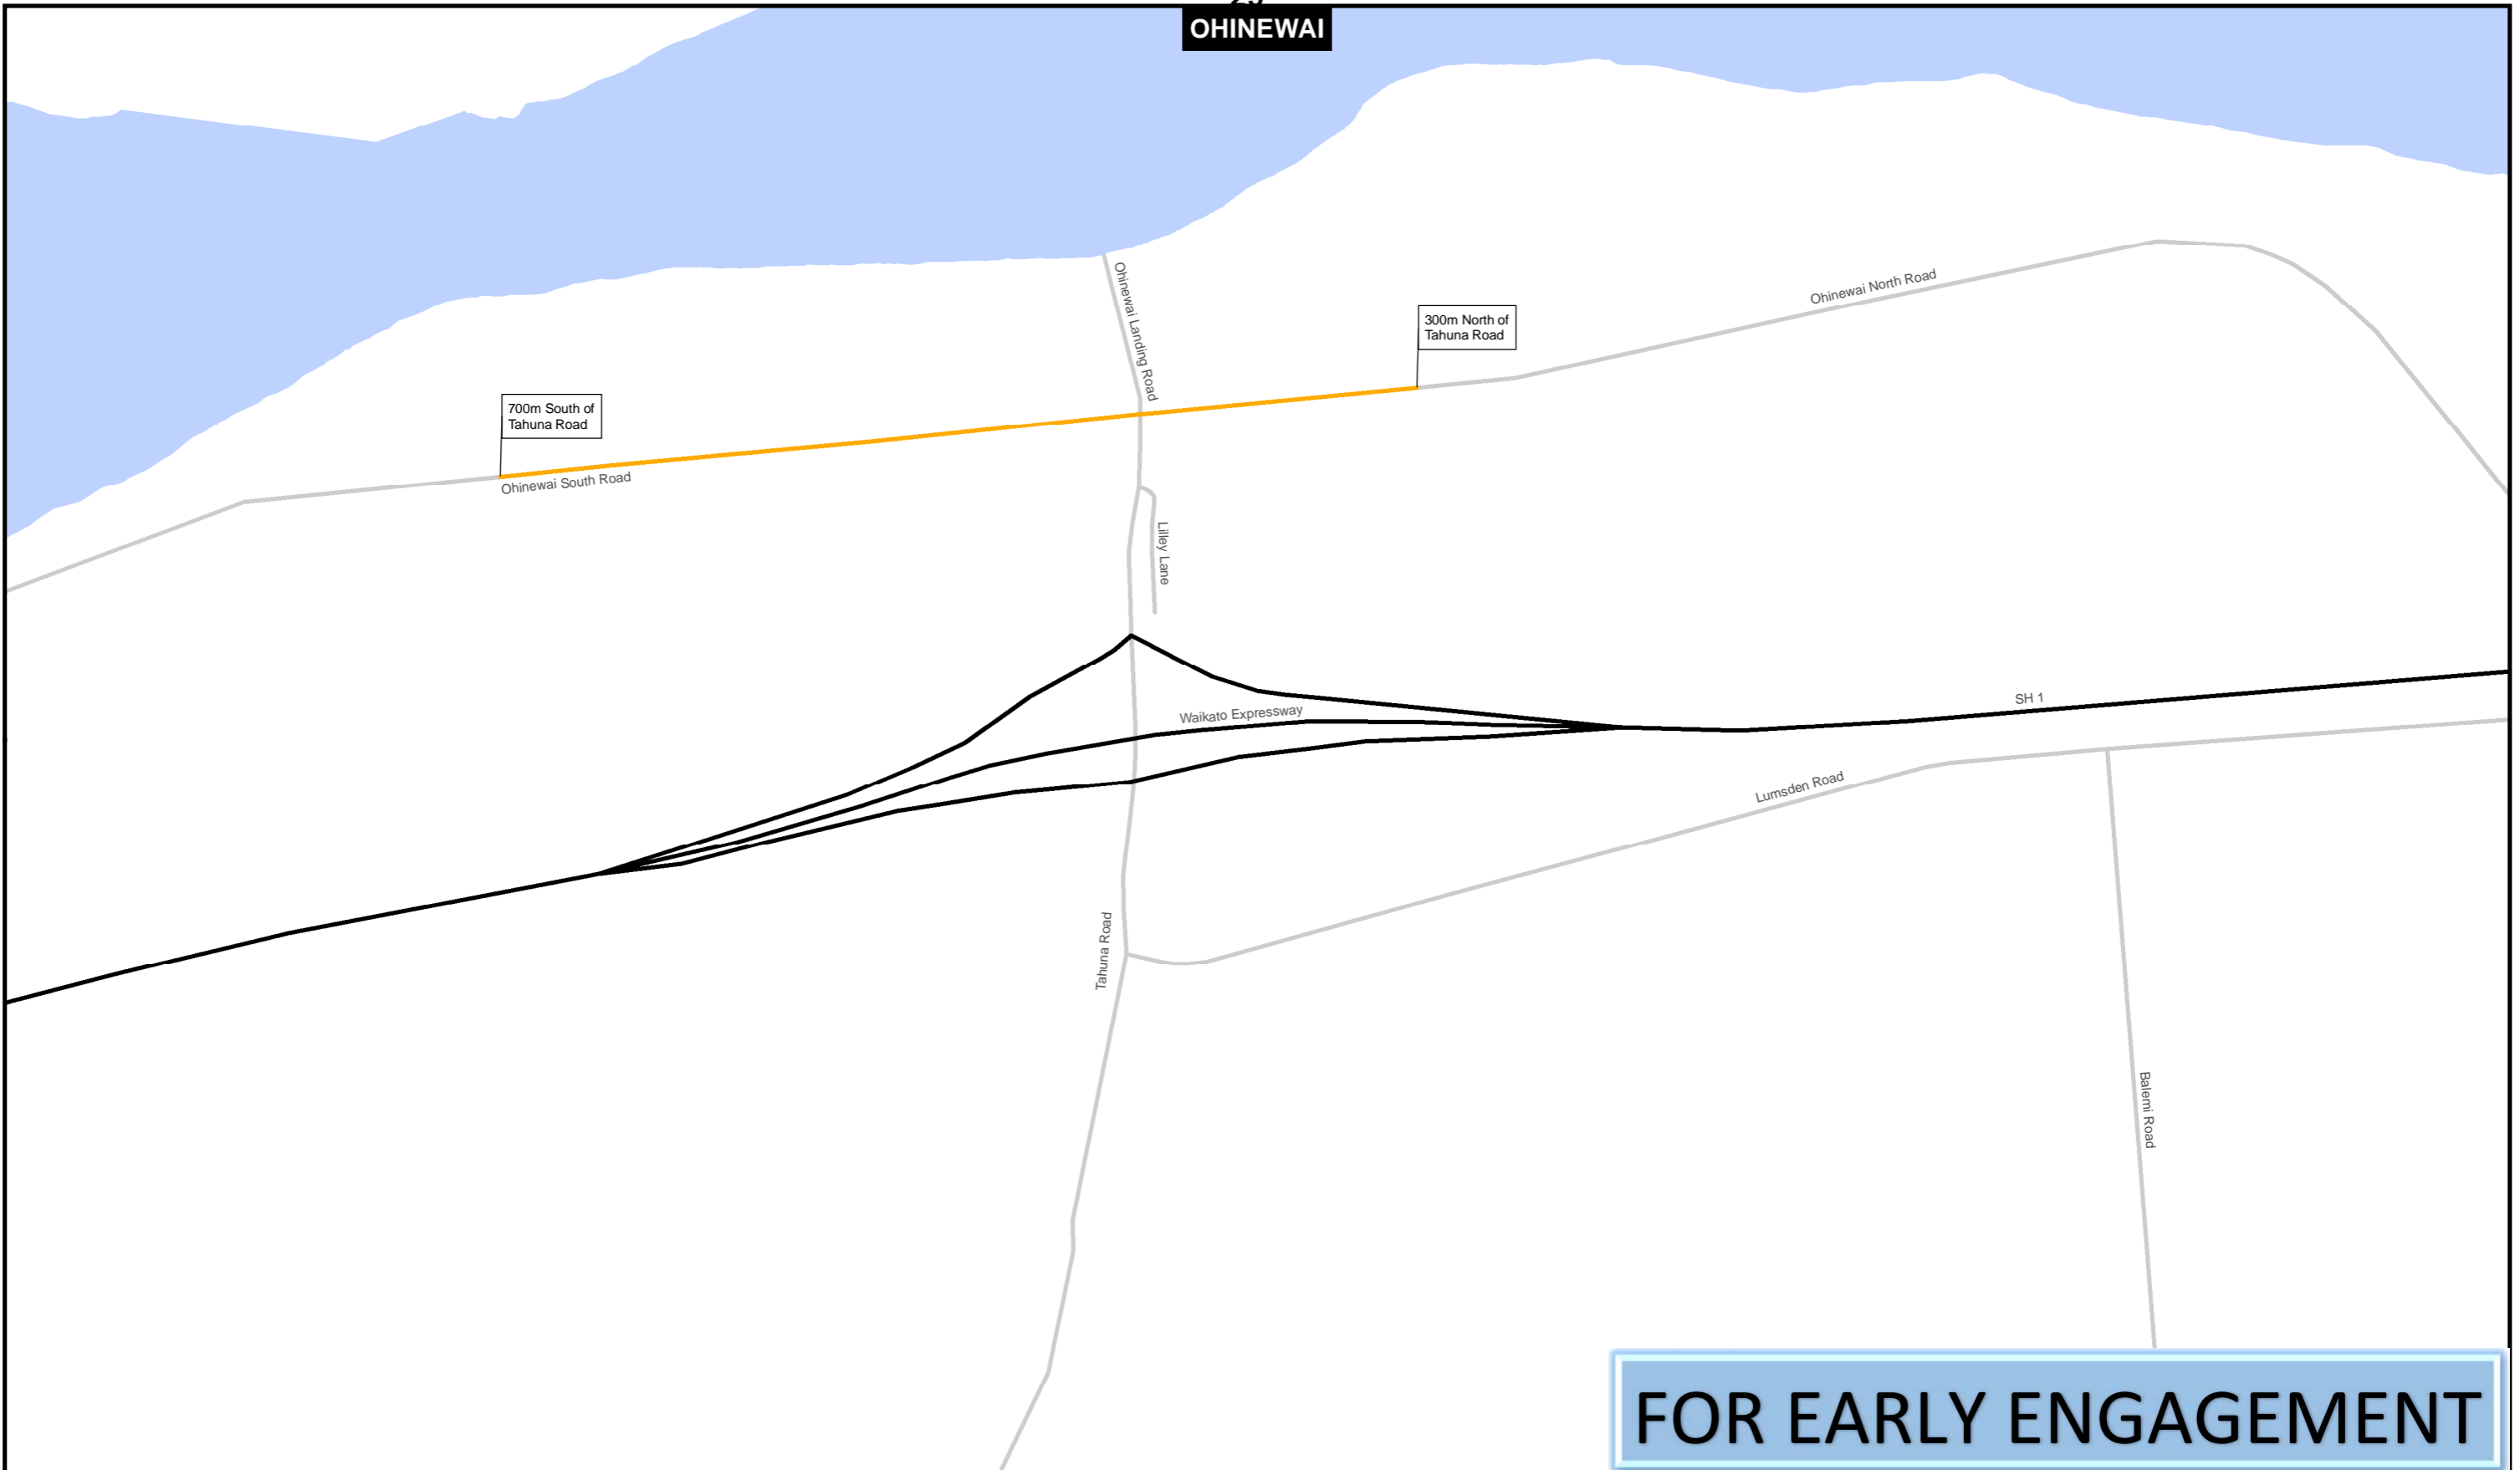 OHINEWAI
Ohinewai Landing Road
Ohinewai North Road
300m North of
Tahuna Road
700m South of
Tahuna Road
Ohinewai South Road
Lilley Lane
SH 1
Waikato Expressway
Lumsden Road
Tahuna Road
Balemi Road
FOR EARLY ENGAGEMENT